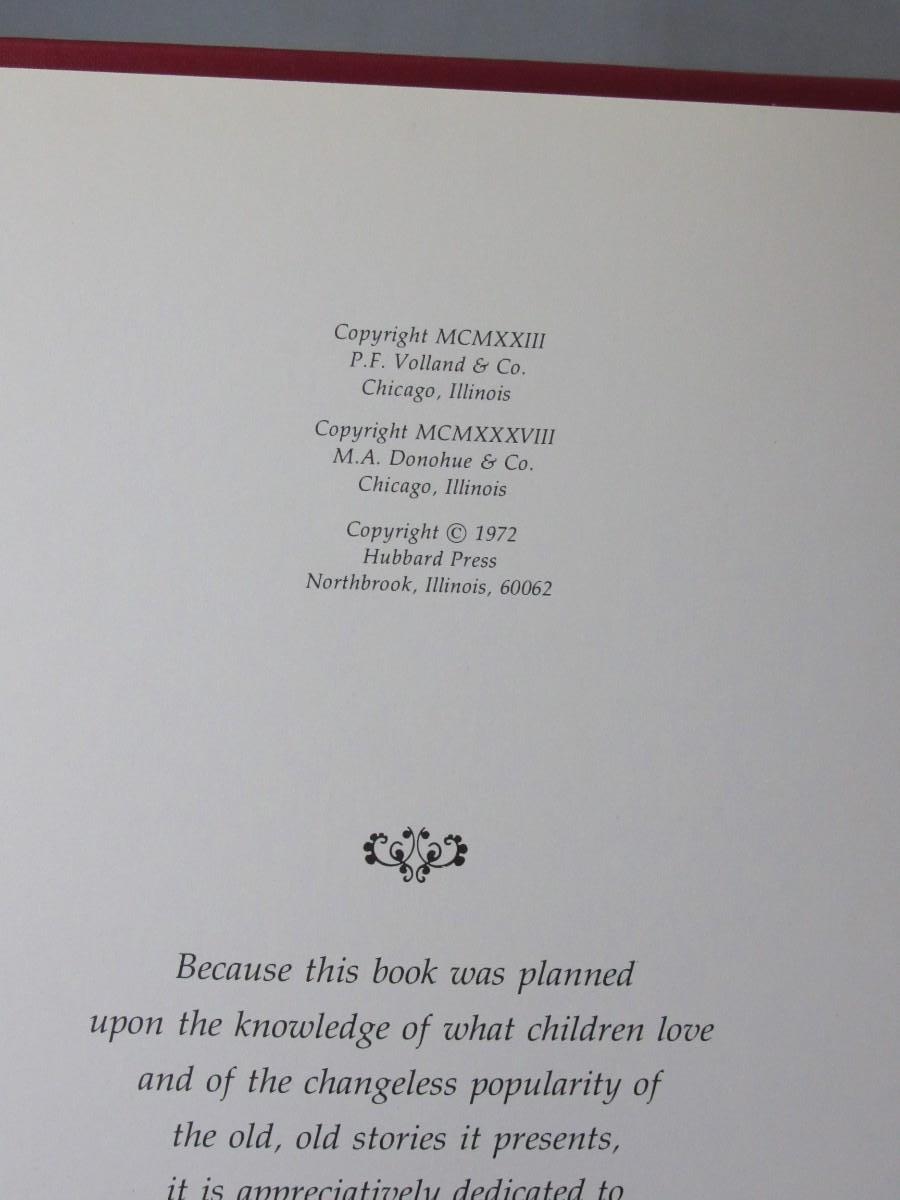 Copyright MCMXXIII
P.F. Volland & Co.
Chicago, Illinois
Copyright MCMXXXVIII
M.A. Donohue & Co.
Chicago, Illinois
Copyright © 1972
Hubbard Press
Northbrook, Illinois, 60062
Because this book was planned
upon the knowledge of what children love
and of the changeless popularity of
the old, old stories it presents,
it is appreciatively dedicated to